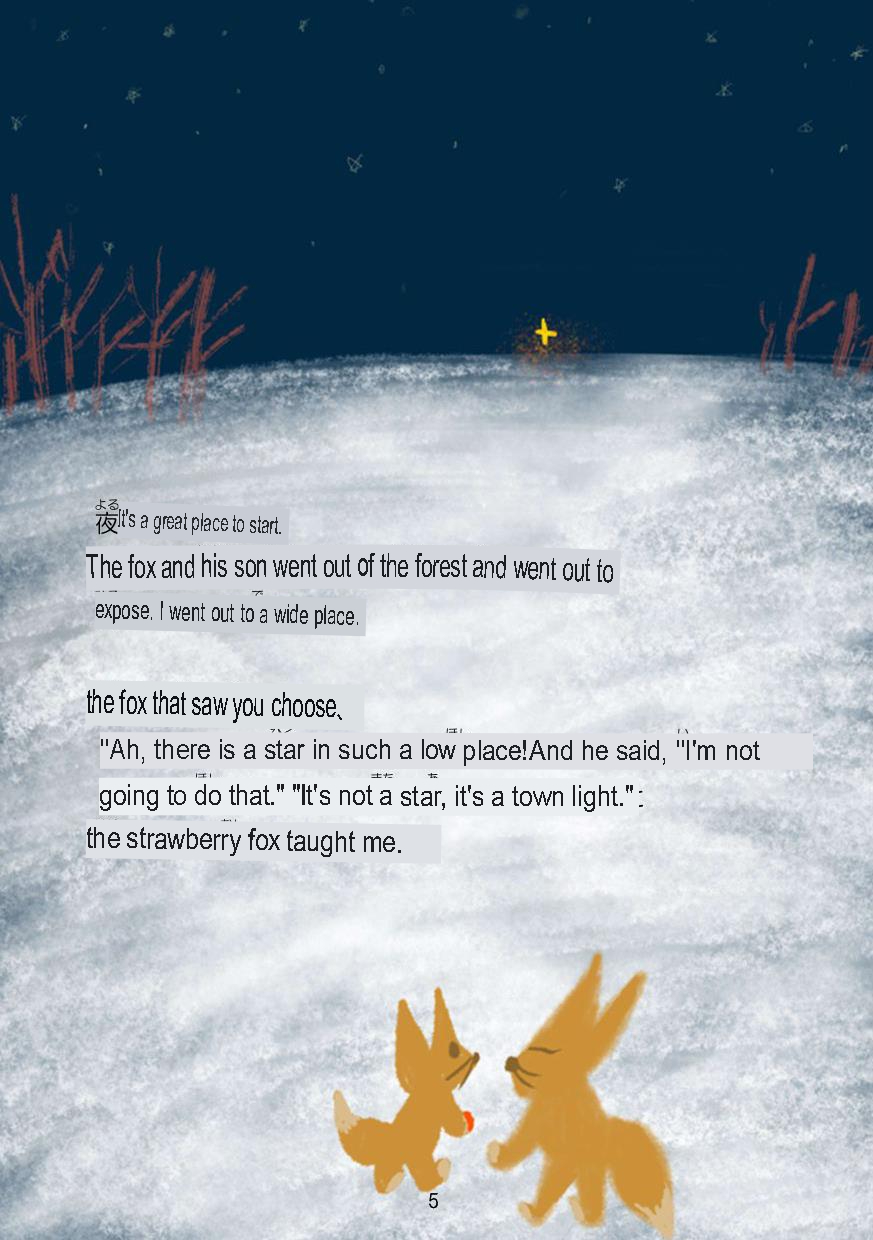 よる
夜It's a great place to start.
The fox and his son went out of the forest and went out to
expose. I went out to a wide place.
the fox that saw you choose、
"Ah, there is a star in such a low place!And he said, "I'm not
going to do that." "It's not a star, it's a town light.":
the strawberry fox taught me.
5